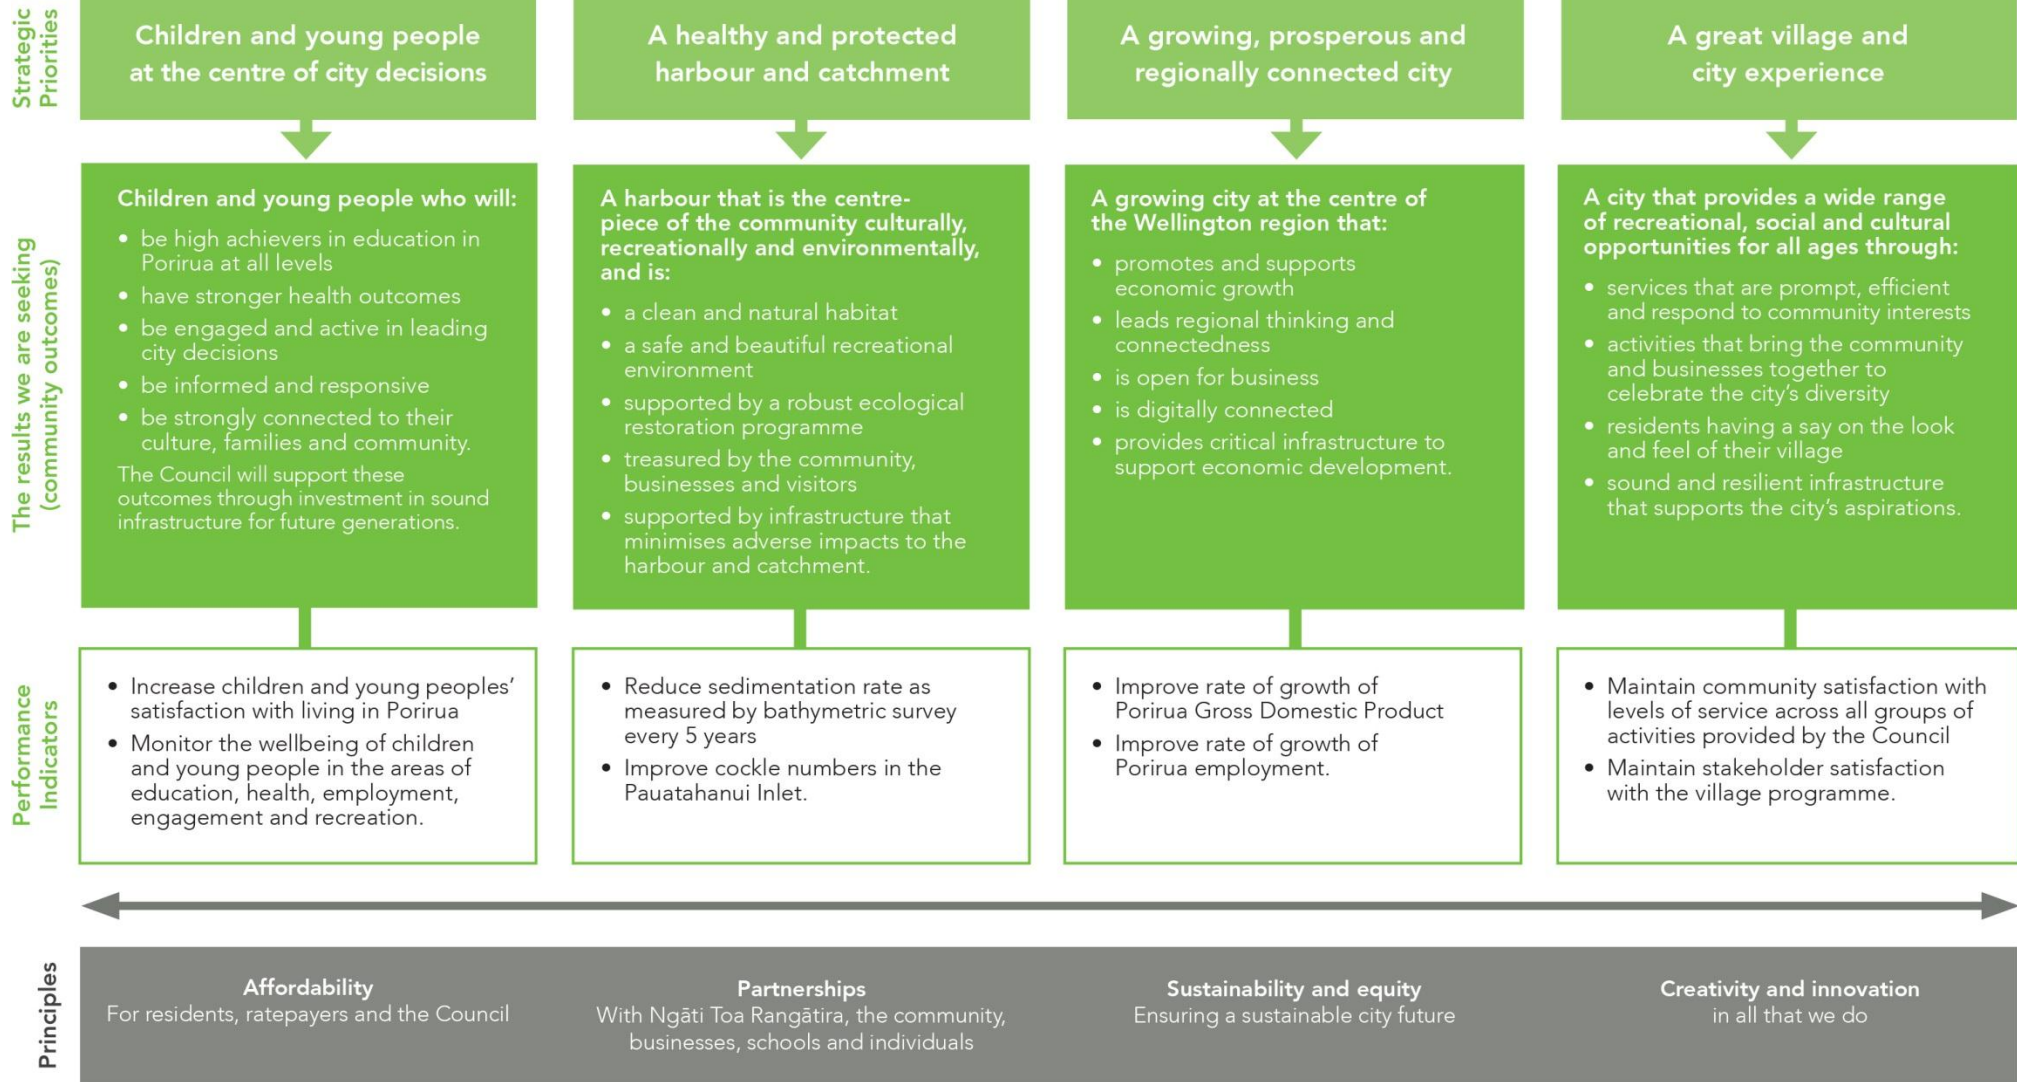 Strategic
Priorities
Children and young people
at the centre of city decisions
A healthy and protected
harbour and catchment
A growing, prosperous and
regionally connected city
A great village and
city experience
The results we are seeking
(community outcomes)
Children and young people who will:
• be high achievers in education in
Porirua at all levels
• have stronger health outcomes
• be engaged and active in leading
city decisions
• be informed and responsive
• be strongly connected to their
culture, families and community.
The Council will support these
outcomes through investment in sound
infrastructure for future generations.
A harbour that is the centre-
piece of the community culturally,
recreationally and environmentally,
and is:
• a clean and natural habitat
• a safe and beautiful recreational
environment
• supported by a robust ecological
restoration programme
• treasured by the community,
businesses and visitors
• supported by infrastructure that
minimises adverse impacts to the
harbour and catchment.
A growing city at the centre of
the Wellington region that:
• promotes and supports
economic growth
• leads regional thinking and
connectedness
• is open for business
• is digitally connected
• provides critical infrastructure to
support economic development.
A city that provides a wide range
of recreational, social and cultural
opportunities for all ages through:
• services that are prompt, efficient
and respond to community interests
• activities that bring the community
and businesses together to
celebrate the city’s diversity
• residents having a say on the look
and feel of their village
• sound and resilient infrastructure
that supports the city’s aspirations.
Performance
Indicators
• Increase children and young peoples’
satisfaction with living in Porirua
• Monitor the wellbeing of children
and young people in the areas of
education, health, employment,
engagement and recreation.
• Reduce sedimentation rate as
measured by bathymetric survey
every 5 years
• Improve cockle numbers in the
Pauatahanui Inlet.
• Improve rate of growth of
Porirua Gross Domestic Product
• Improve rate of growth of
Porirua employment.
• Maintain community satisfaction with
levels of service across all groups of
activities provided by the Council
• Maintain stakeholder satisfaction
with the village programme.
Principles
Affordability
For residents, ratepayers and the Council
Partnerships
With Ngāti Toa Rangātira, the community,
businesses, schools and individuals
Sustainability and equity
Ensuring a sustainable city future
Creativity and innovation
in all that we do